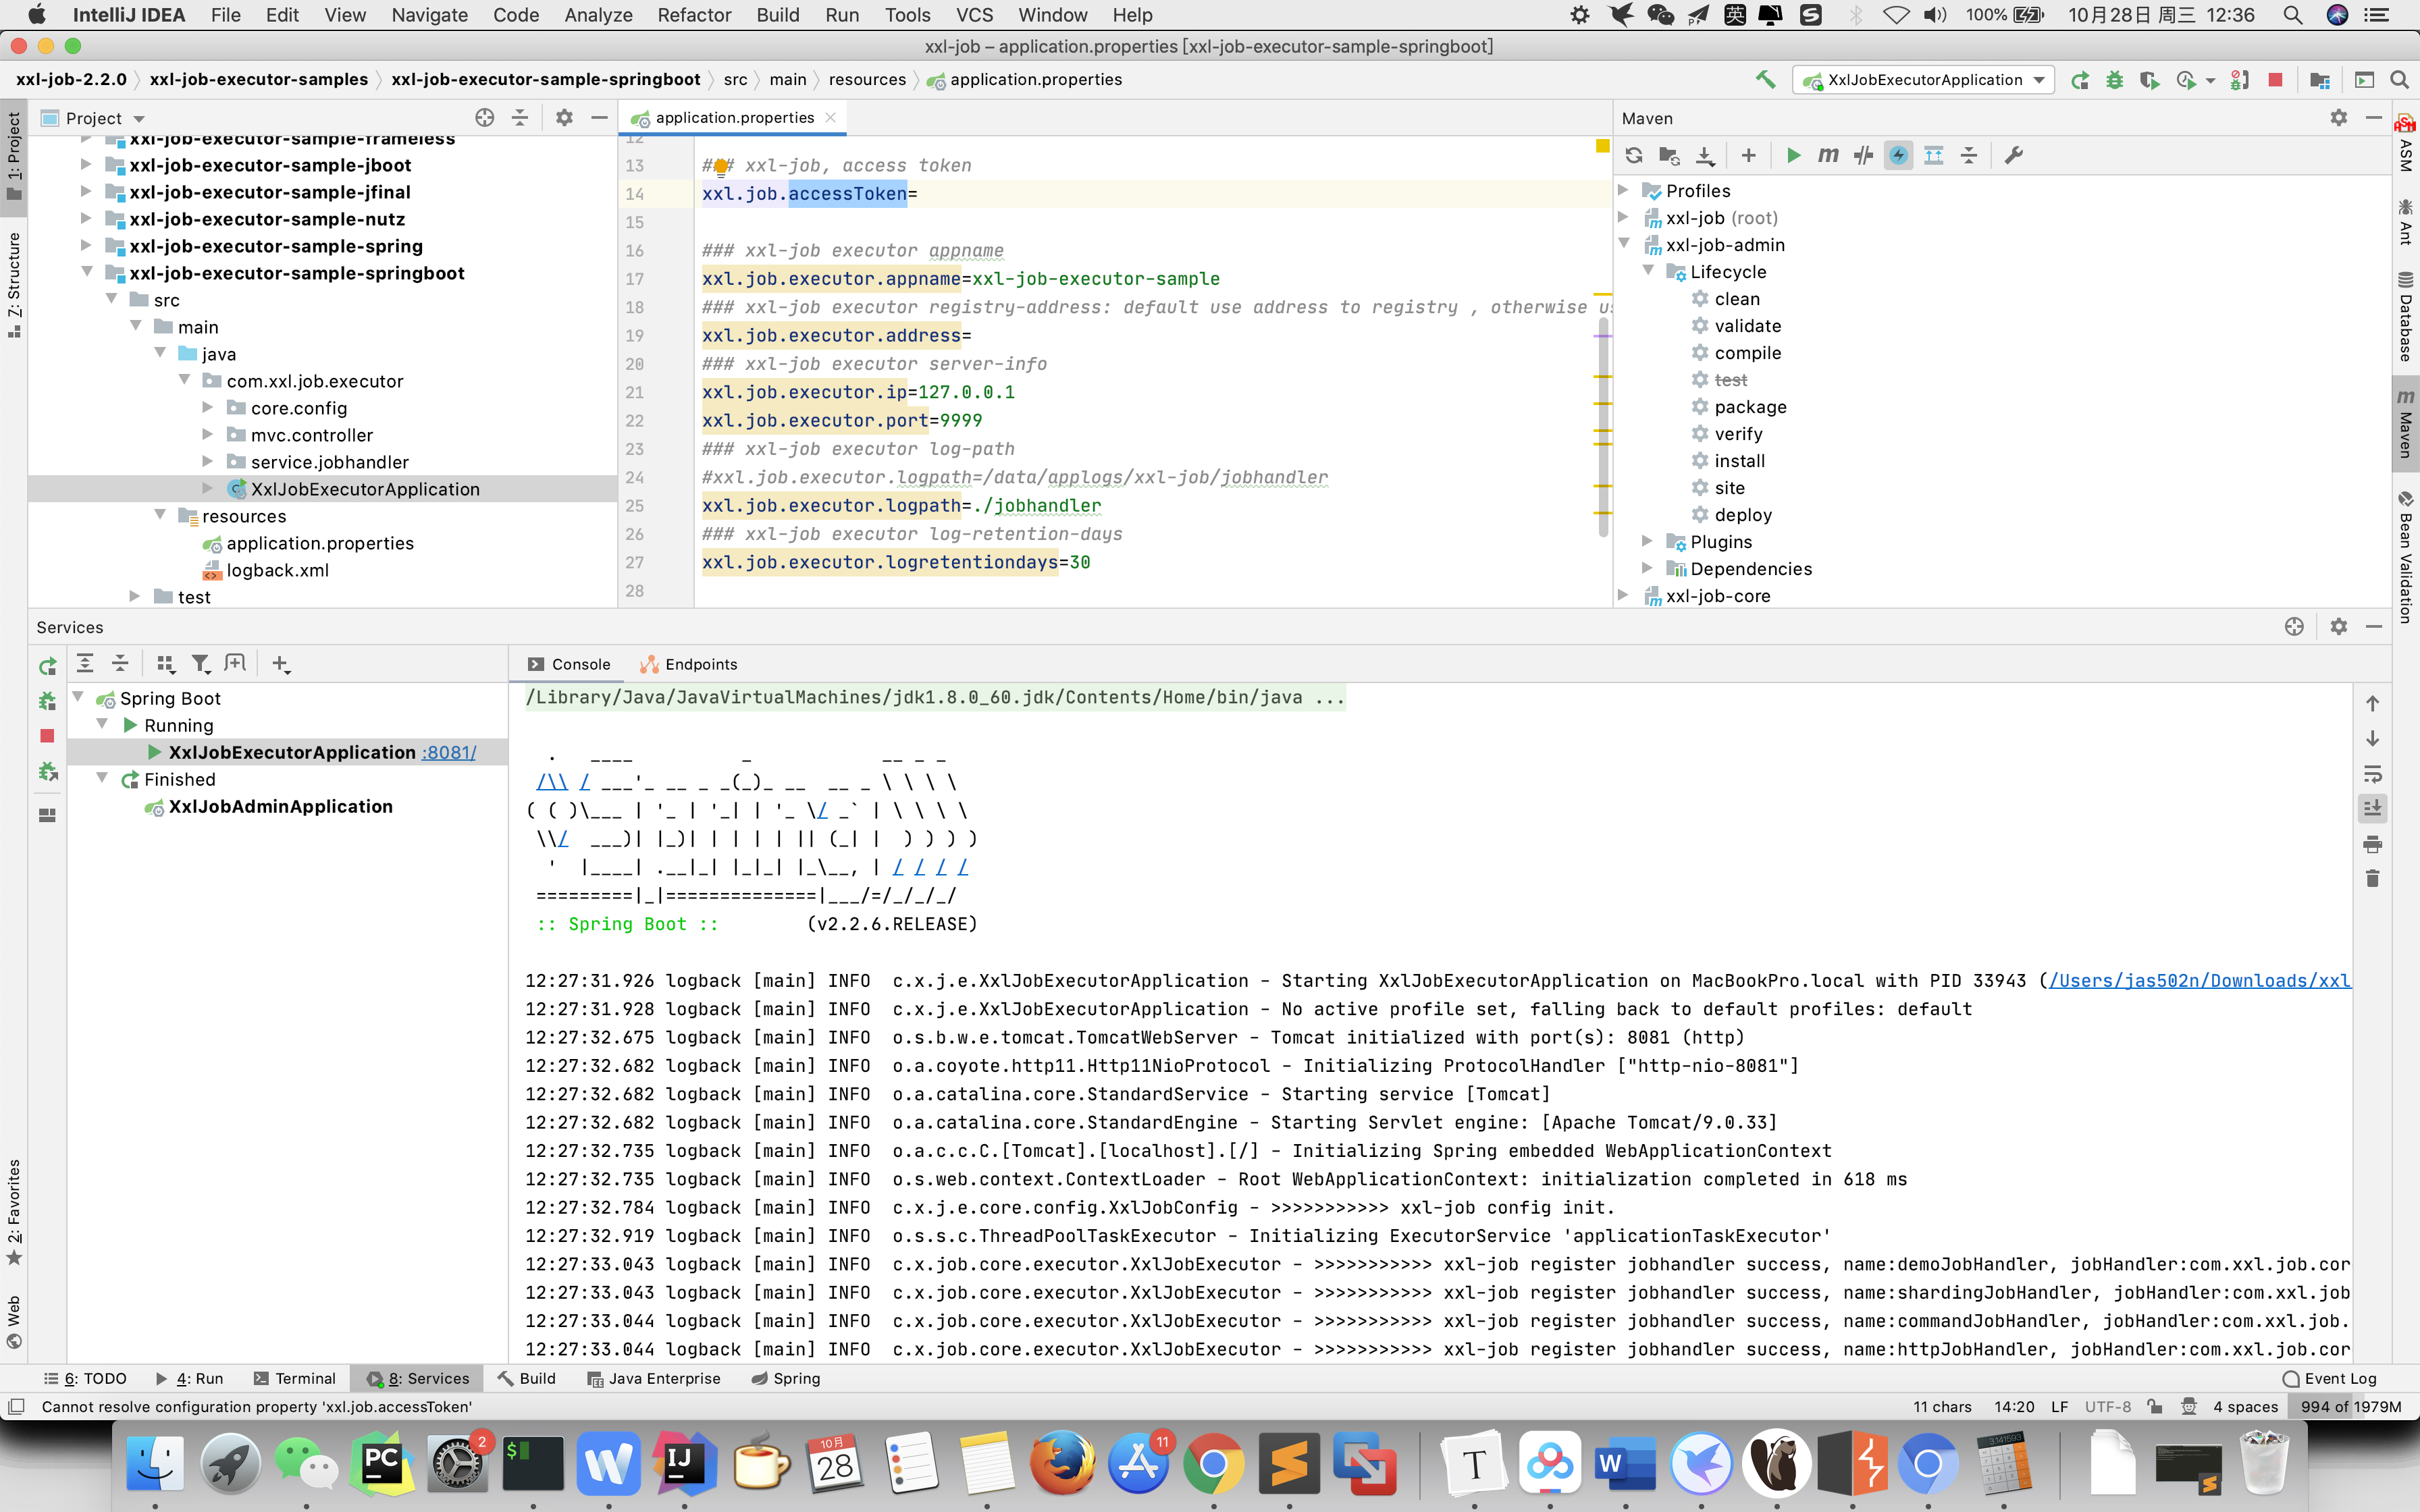 IntelliJ IDEA File Edit View Navigate Code Analyze Refactor Build Run Tools VCS Window Help 英 100% 10月28日 周三 12:36
xxl-job – application.properties [xxl-job-executor-sample-springboot]
xxl-job-2.2.0 xxl-job-executor-samples xxl-job-executor-sample-springboot src main resources application.properties XxlJobExecutorApplication
1: Project
Z: Structure
2: Favorites
Web
Project
xxl-job-executor-sample-frameless
xxl-job-executor-sample-jboot
xxl-job-executor-sample-jfinal
xxl-job-executor-sample-nutz
xxl-job-executor-sample-spring
xxl-job-executor-sample-springboot
src
main
java
com.xxl.job.executor
core.config
mvc.controller
service.jobhandler
XxlJobExecutorApplication
resources
application.properties
logback.xml
test
application.properties
12
13 ### xxl-job, access token
14 xxl.job.accessToken=
15
16 ### xxl-job executor appname
17 xxl.job.executor.appname=xxl-job-executor-sample
18 ### xxl-job executor registry-address: default use address to registry , otherwise us
19 xxl.job.executor.address=
20 ### xxl-job executor server-info
21 xxl.job.executor.ip=127.0.0.1
22 xxl.job.executor.port=9999
23 ### xxl-job executor log-path
24 #xxl.job.executor.logpath=/data/applogs/xxl-job/jobhandler
25 xxl.job.executor.logpath=./jobhandler
26 ### xxl-job executor log-retention-days
27 xxl.job.executor.logretentiondays=30
28
Maven
Profiles
xxl-job (root)
xxl-job-admin
Lifecycle
clean
validate
compile
test
package
verify
install
site
deploy
Plugins
Dependencies
xxl-job-core
ASM
Ant
Database
Maven
Bean Validation
Services
Spring Boot
Running
XxlJobExecutorApplication :8081/
Finished
XxlJobAdminApplication
Console Endpoints
/Library/Java/JavaVirtualMachines/jdk1.8.0_60.jdk/Contents/Home/bin/java ...
  .   ____          _            __ _ _
 /\\ / ___'_ __ _ _(_)_ __  __ _ \ \ \ \
( ( )\___ | '_ | '_| | '_ \/ _` | \ \ \ \
 \\/  ___)| |_)| | | | | || (_| |  ) ) ) )
  '  |____| .__|_| |_|_| |_\__, | / / / /
 =========|_|==============|___/=/_/_/_/
 :: Spring Boot ::        (v2.2.6.RELEASE)
12:27:31.926 logback [main] INFO  c.x.j.e.XxlJobExecutorApplication - Starting XxlJobExecutorApplication on MacBookPro.local with PID 33943 (/Users/jas502n/Downloads/xxl
12:27:31.928 logback [main] INFO  c.x.j.e.XxlJobExecutorApplication - No active profile set, falling back to default profiles: default
12:27:32.675 logback [main] INFO  o.s.b.w.e.tomcat.TomcatWebServer - Tomcat initialized with port(s): 8081 (http)
12:27:32.682 logback [main] INFO  o.a.coyote.http11.Http11NioProtocol - Initializing ProtocolHandler ["http-nio-8081"]
12:27:32.682 logback [main] INFO  o.a.catalina.core.StandardService - Starting service [Tomcat]
12:27:32.682 logback [main] INFO  o.a.catalina.core.StandardEngine - Starting Servlet engine: [Apache Tomcat/9.0.33]
12:27:32.735 logback [main] INFO  o.a.c.c.C.[Tomcat].[localhost].[/] - Initializing Spring embedded WebApplicationContext
12:27:32.735 logback [main] INFO  o.s.web.context.ContextLoader - Root WebApplicationContext: initialization completed in 618 ms
12:27:32.784 logback [main] INFO  c.x.j.e.core.config.XxlJobConfig - >>>>>>>>>>> xxl-job config init.
12:27:32.919 logback [main] INFO  o.s.s.c.ThreadPoolTaskExecutor - Initializing ExecutorService 'applicationTaskExecutor'
12:27:33.043 logback [main] INFO  c.x.job.core.executor.XxlJobExecutor - >>>>>>>>>>> xxl-job register jobhandler success, name:demoJobHandler, jobHandler:com.xxl.job.cor
12:27:33.043 logback [main] INFO  c.x.job.core.executor.XxlJobExecutor - >>>>>>>>>>> xxl-job register jobhandler success, name:shardingJobHandler, jobHandler:com.xxl.job
12:27:33.044 logback [main] INFO  c.x.job.core.executor.XxlJobExecutor - >>>>>>>>>>> xxl-job register jobhandler success, name:commandJobHandler, jobHandler:com.xxl.job.
12:27:33.044 logback [main] INFO  c.x.job.core.executor.XxlJobExecutor - >>>>>>>>>>> xxl-job register jobhandler success, name:httpJobHandler, jobHandler:com.xxl.job.cor
6: TODO 4: Run Terminal 8: Services Build Java Enterprise Spring Event Log
Cannot resolve configuration property 'xxl.job.accessToken' 11 chars 14:20 LF UTF-8 4 spaces 994 of 1979M
PC 2 $ IJ 10月 28 11 T W 3.141593